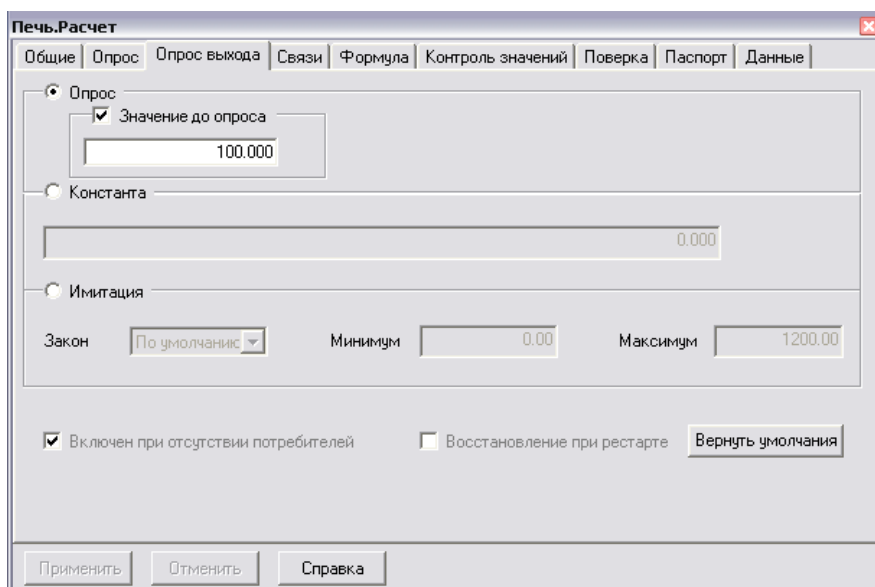 Печь.Расчет
Общие Опрос Опрос выхода Связи Формула Контроль значений Поверка Паспорт Данные
Опрос
Значение до опроса
100.000
Константа
0.000
Имитация
Закон По умолчанию Минимум 0.00 Максимум 1200.00
Включен при отсутствии потребителей Восстановление при рестарте Вернуть умолчания
Применить Отменить Справка